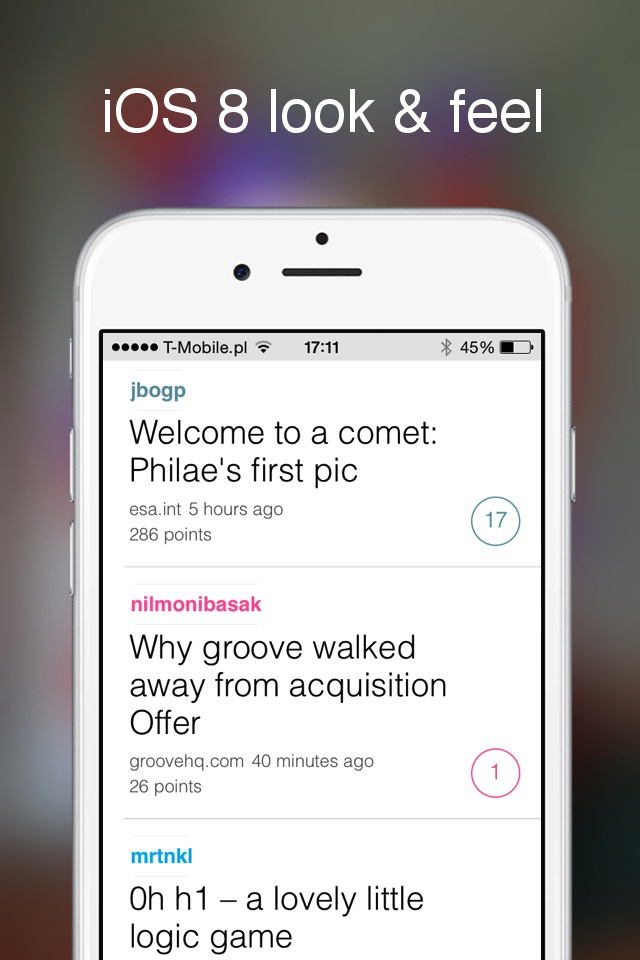 iOS 8 look & feel
T-Mobile.pl 17:11 45%
jbogp
Welcome to a comet:
Philae's first pic
esa.int 5 hours ago
286 points
17
nilmonibasak
Why groove walked
away from acquisition
Offer
groovehq.com 40 minutes ago
26 points
1
mrtnkl
0h h1 – a lovely little
logic game